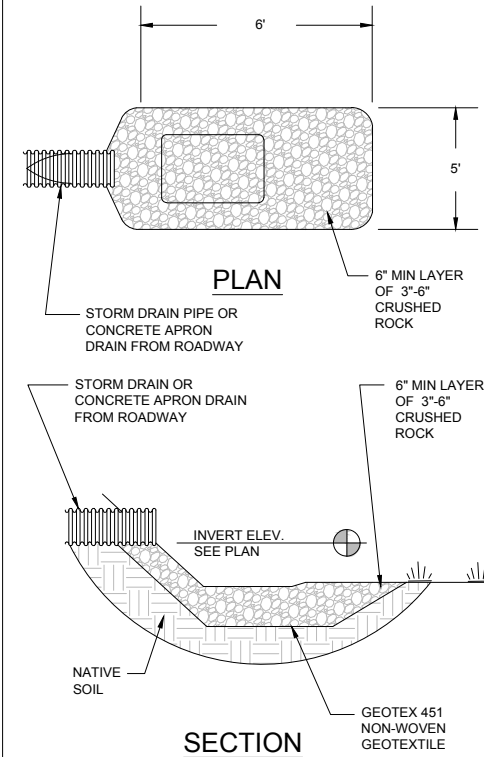 6'
5'
PLAN
6" MIN LAYER
OF 3"-6"
CRUSHED
ROCK
STORM DRAIN PIPE OR
CONCRETE APRON
DRAIN FROM ROADWAY
STORM DRAIN OR
CONCRETE APRON DRAIN
FROM ROADWAY
6" MIN LAYER
OF 3"-6"
CRUSHED
ROCK
INVERT ELEV.
SEE PLAN
NATIVE
SOIL
GEOTEX 451
NON-WOVEN
GEOTEXTILE
SECTION